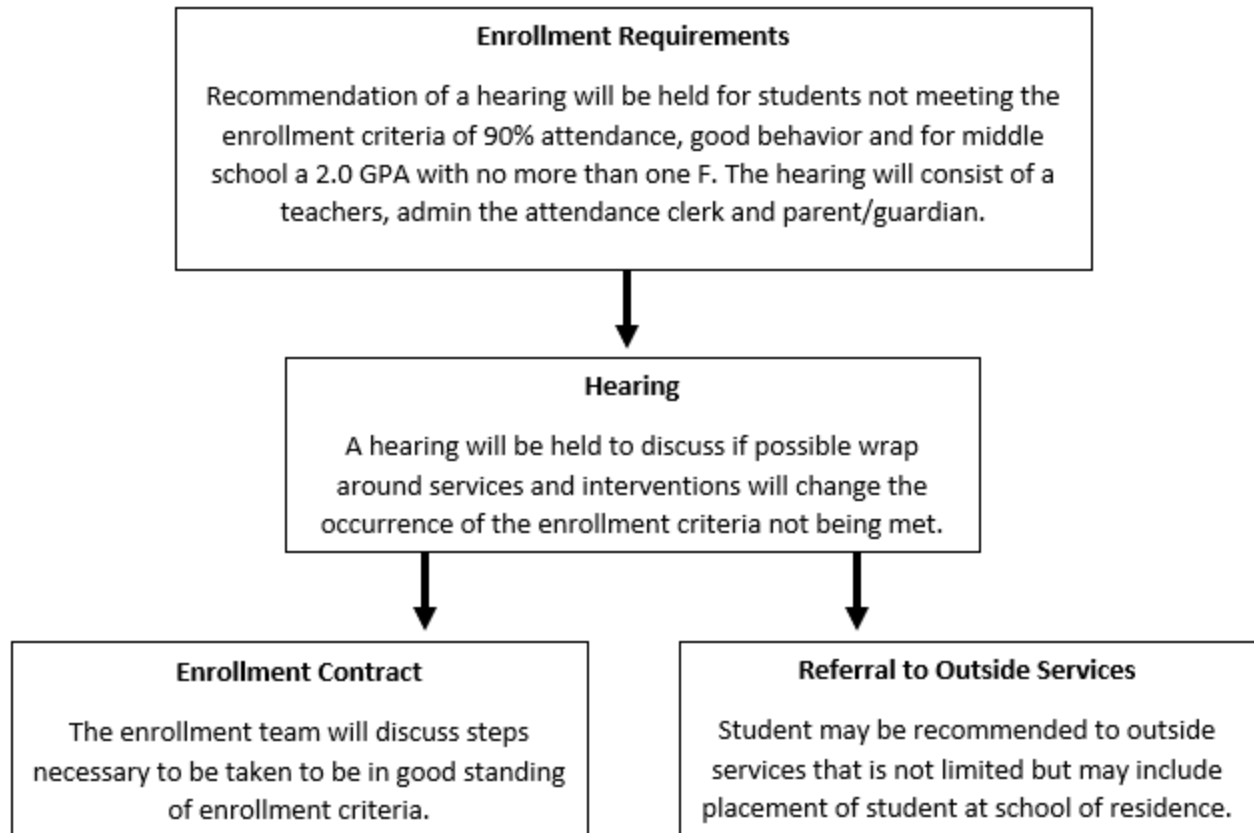 Enrollment Requirements
Recommendation of a hearing will be held for students not meeting the
enrollment criteria of 90% attendance, good behavior and for middle
school a 2.0 GPA with no more than one F. The hearing will consist of a
teachers, admin the attendance clerk and parent/guardian.
Hearing
A hearing will be held to discuss if possible wrap
around services and interventions will change the
occurrence of the enrollment criteria not being met.
Enrollment Contract
The enrollment team will discuss steps
necessary to be taken to be in good standing
of enrollment criteria.
Referral to Outside Services
Student may be recommended to outside
services that is not limited but may include
placement of student at school of residence.